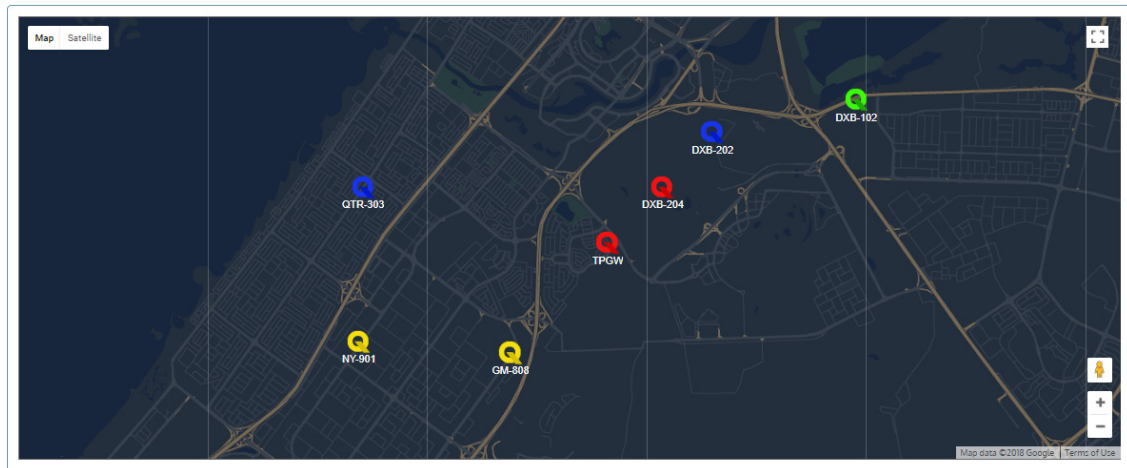 Map Satellite
DXB-102
DXB-202
QTR-303
DXB-204
TPGW
NY-901
GM-808
Map data ©2018 Google Terms of Use